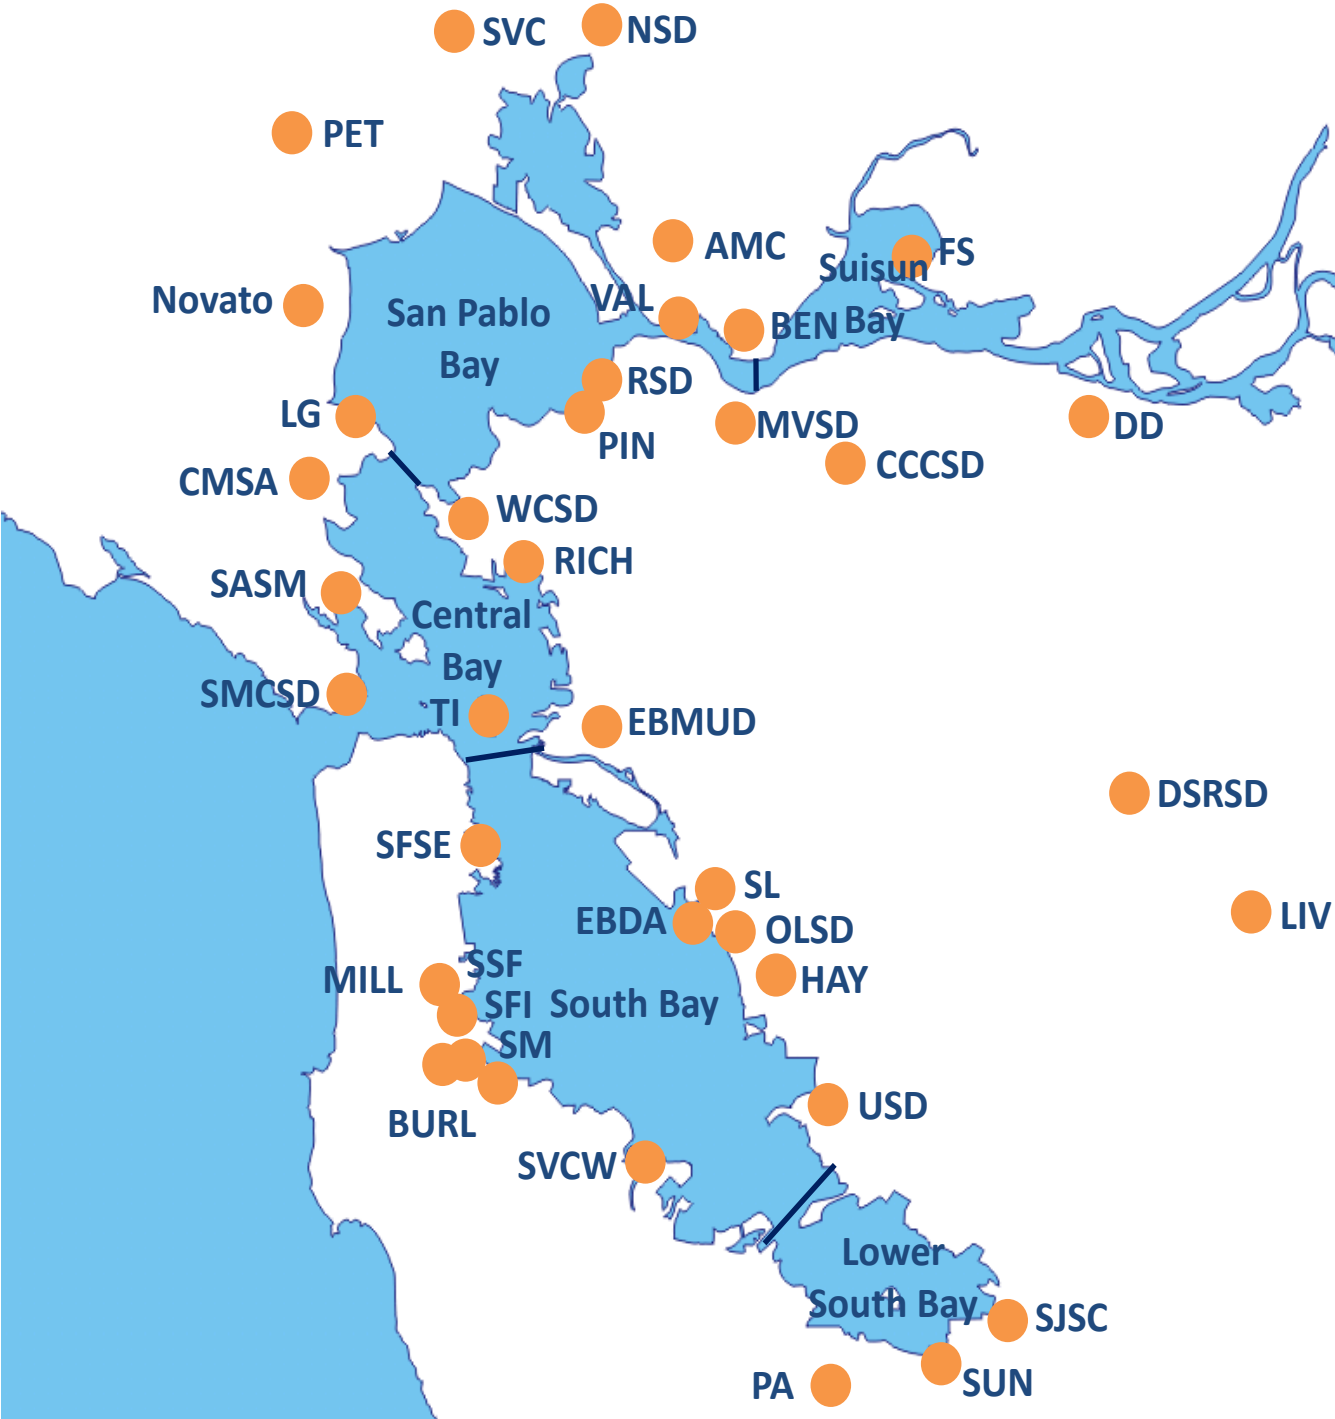 SVC
NSD
PET
AMC
FS
Suisun
Bay
Novato
VAL
BEN
San Pablo
Bay
RSD
LG
PIN
MVSD
DD
CCCSD
CMSA
WCSD
RICH
SASM
Central
Bay
SMCSD
TI
EBMUD
DSRSD
SFSE
SL
LIV
EBDA
OLSD
SSF
MILL
HAY
SFI
South Bay
SM
BURL
USD
SVCW
Lower
South Bay
SJSC
PA
SUN